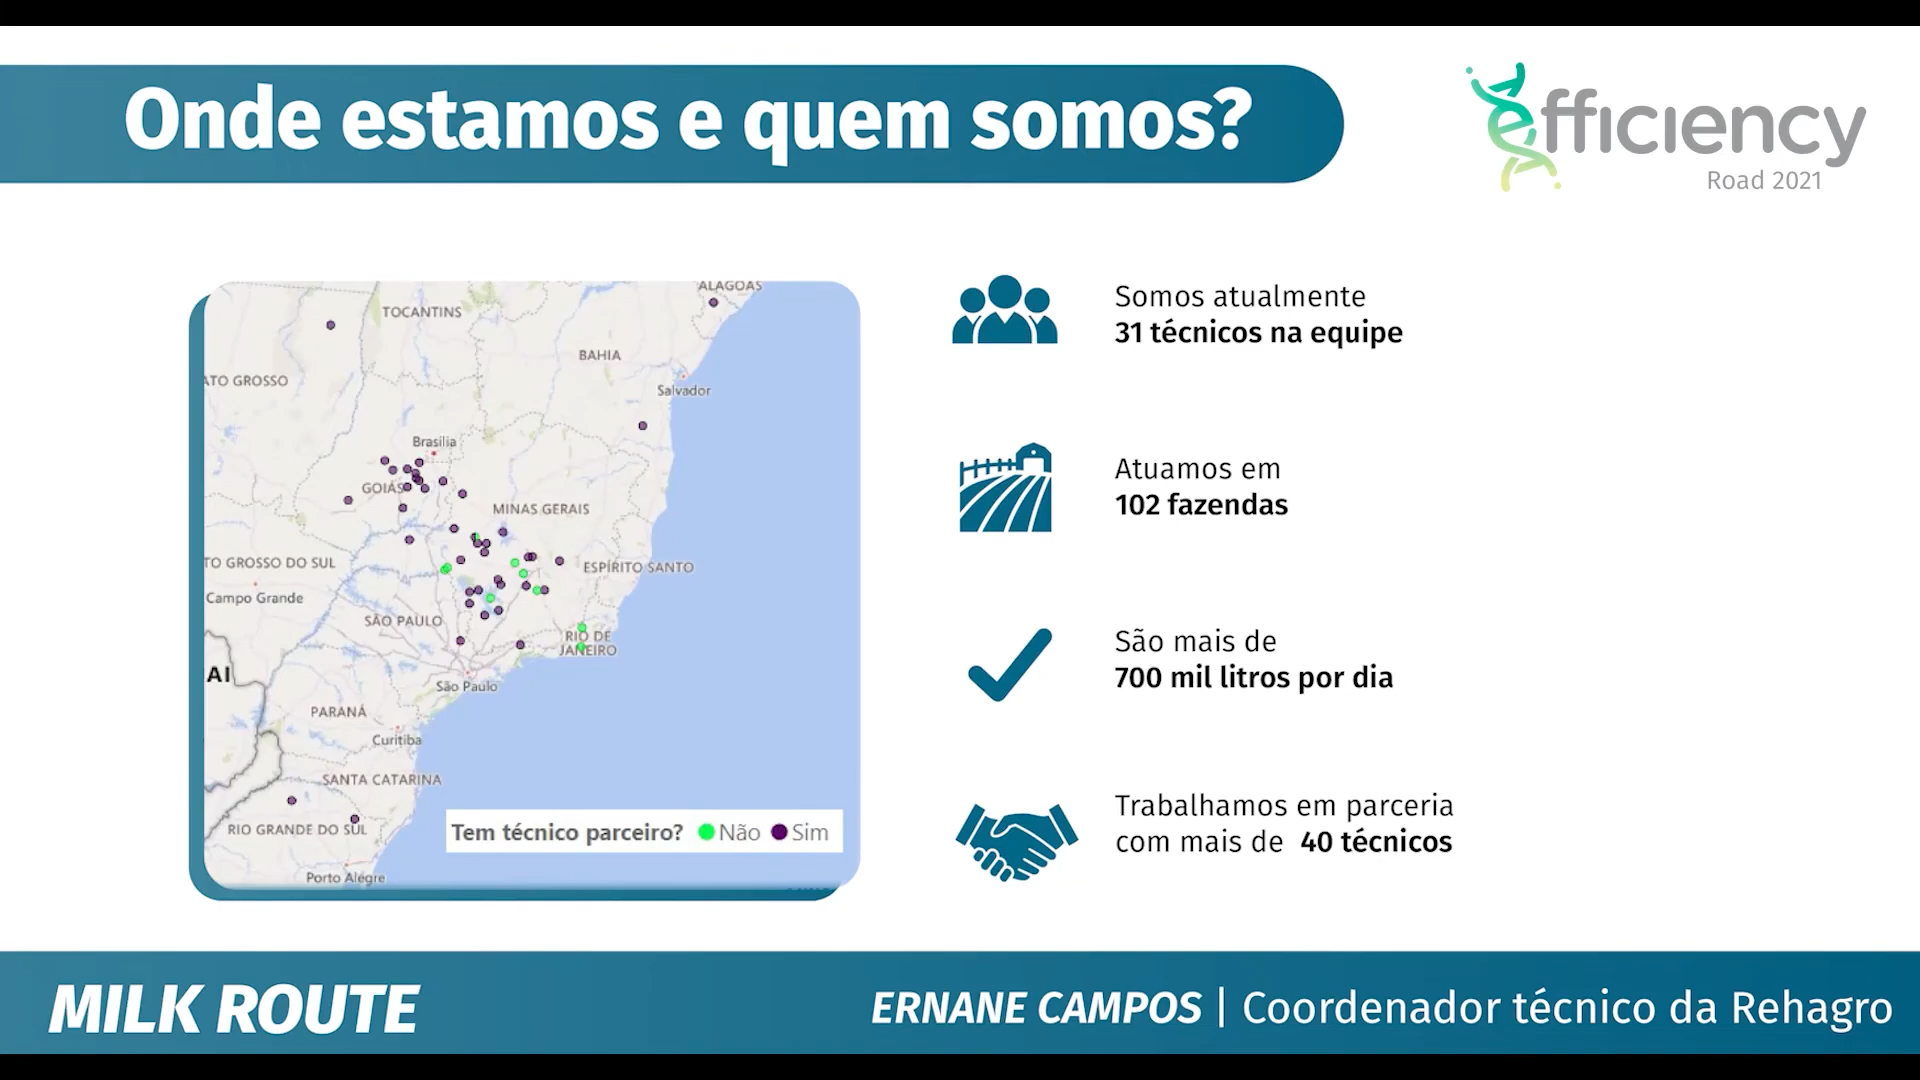 Onde estamos e quem somos?
efficiency
Road 2021
ALAGOAS
TOCANTINS
BAHIA
ATO GROSSO
Salvador
Brasilia
GOIÁS
MINAS GERAIS
TO GROSSO DO SUL
ESPÍRITO SANTO
Campo Grande
SÃO PAULO
RIO DE
JANEIRO
AI
São Paulo
PARANÁ
Curitiba
SANTA CATARINA
RIO GRANDE DO SUL
Porto Alegre
Tem técnico parceiro? Não Sim
Somos atualmente
31 técnicos na equipe
Atuamos em
102 fazendas
São mais de
700 mil litros por dia
Trabalhamos em parceria
com mais de 40 técnicos
MILK ROUTE
ERNANE CAMPOS | Coordenador técnico da Rehagro